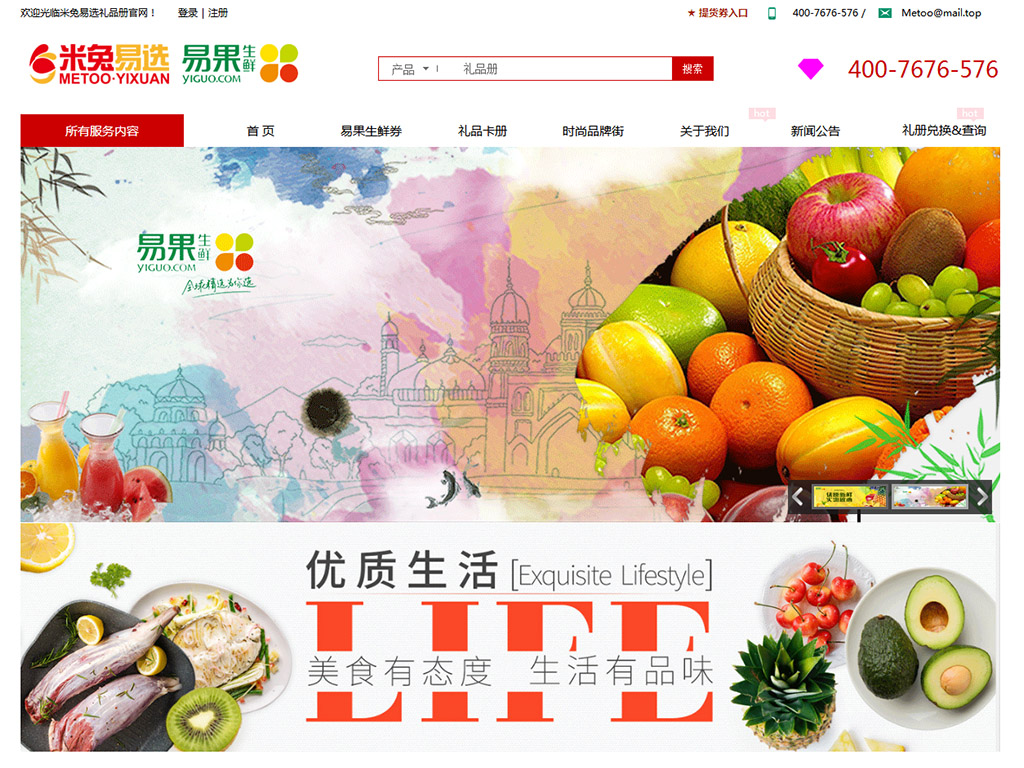 欢迎光临米兔易选礼品册官网！ 登录 | 注册
★ 提货券入口 400-7676-576 / Metoo@mail.top
米兔易选 METOO·YIXUAN 易果生鲜 YIGUO.COM
产品 礼品册 搜索
400-7676-576
hot hot
所有服务内容 首 页 易果生鲜券 礼品卡册 时尚品牌街 关于我们 新闻公告 礼册兑换&查询
易果生鲜
YIGUO.COM
全球精选为你选
优质生活 [Exquisite Lifestyle]
LIFE
美食有态度 生活有品味